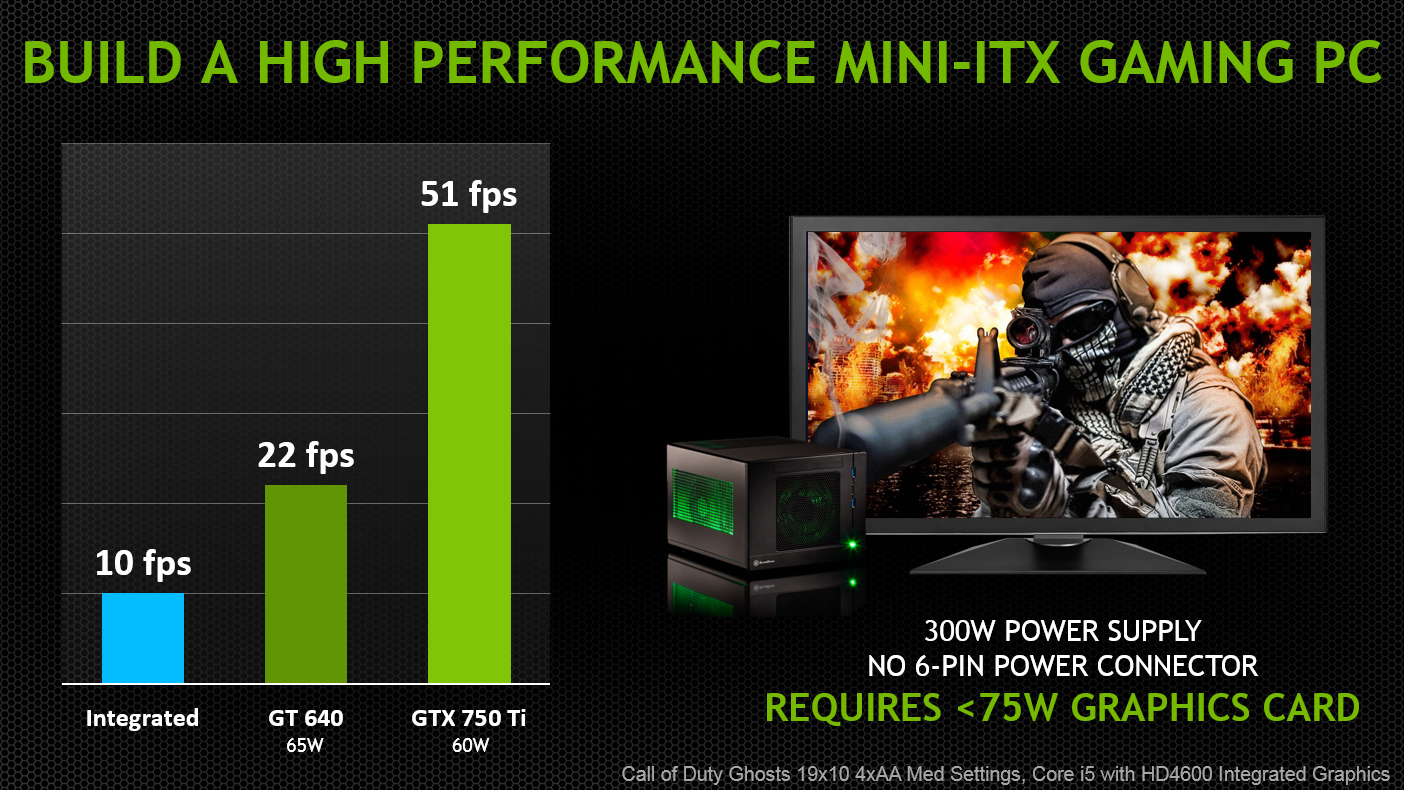 BUILD A HIGH PERFORMANCE MINI-ITX GAMING PC
51 fps
22 fps
10 fps
Integrated
GT 640
65W
GTX 750 Ti
60W
300W POWER SUPPLY
NO 6-PIN POWER CONNECTOR
REQUIRES <75W GRAPHICS CARD
Call of Duty Ghosts 19x10 4xAA Med Settings, Core i5 with HD4600 Integrated Graphics